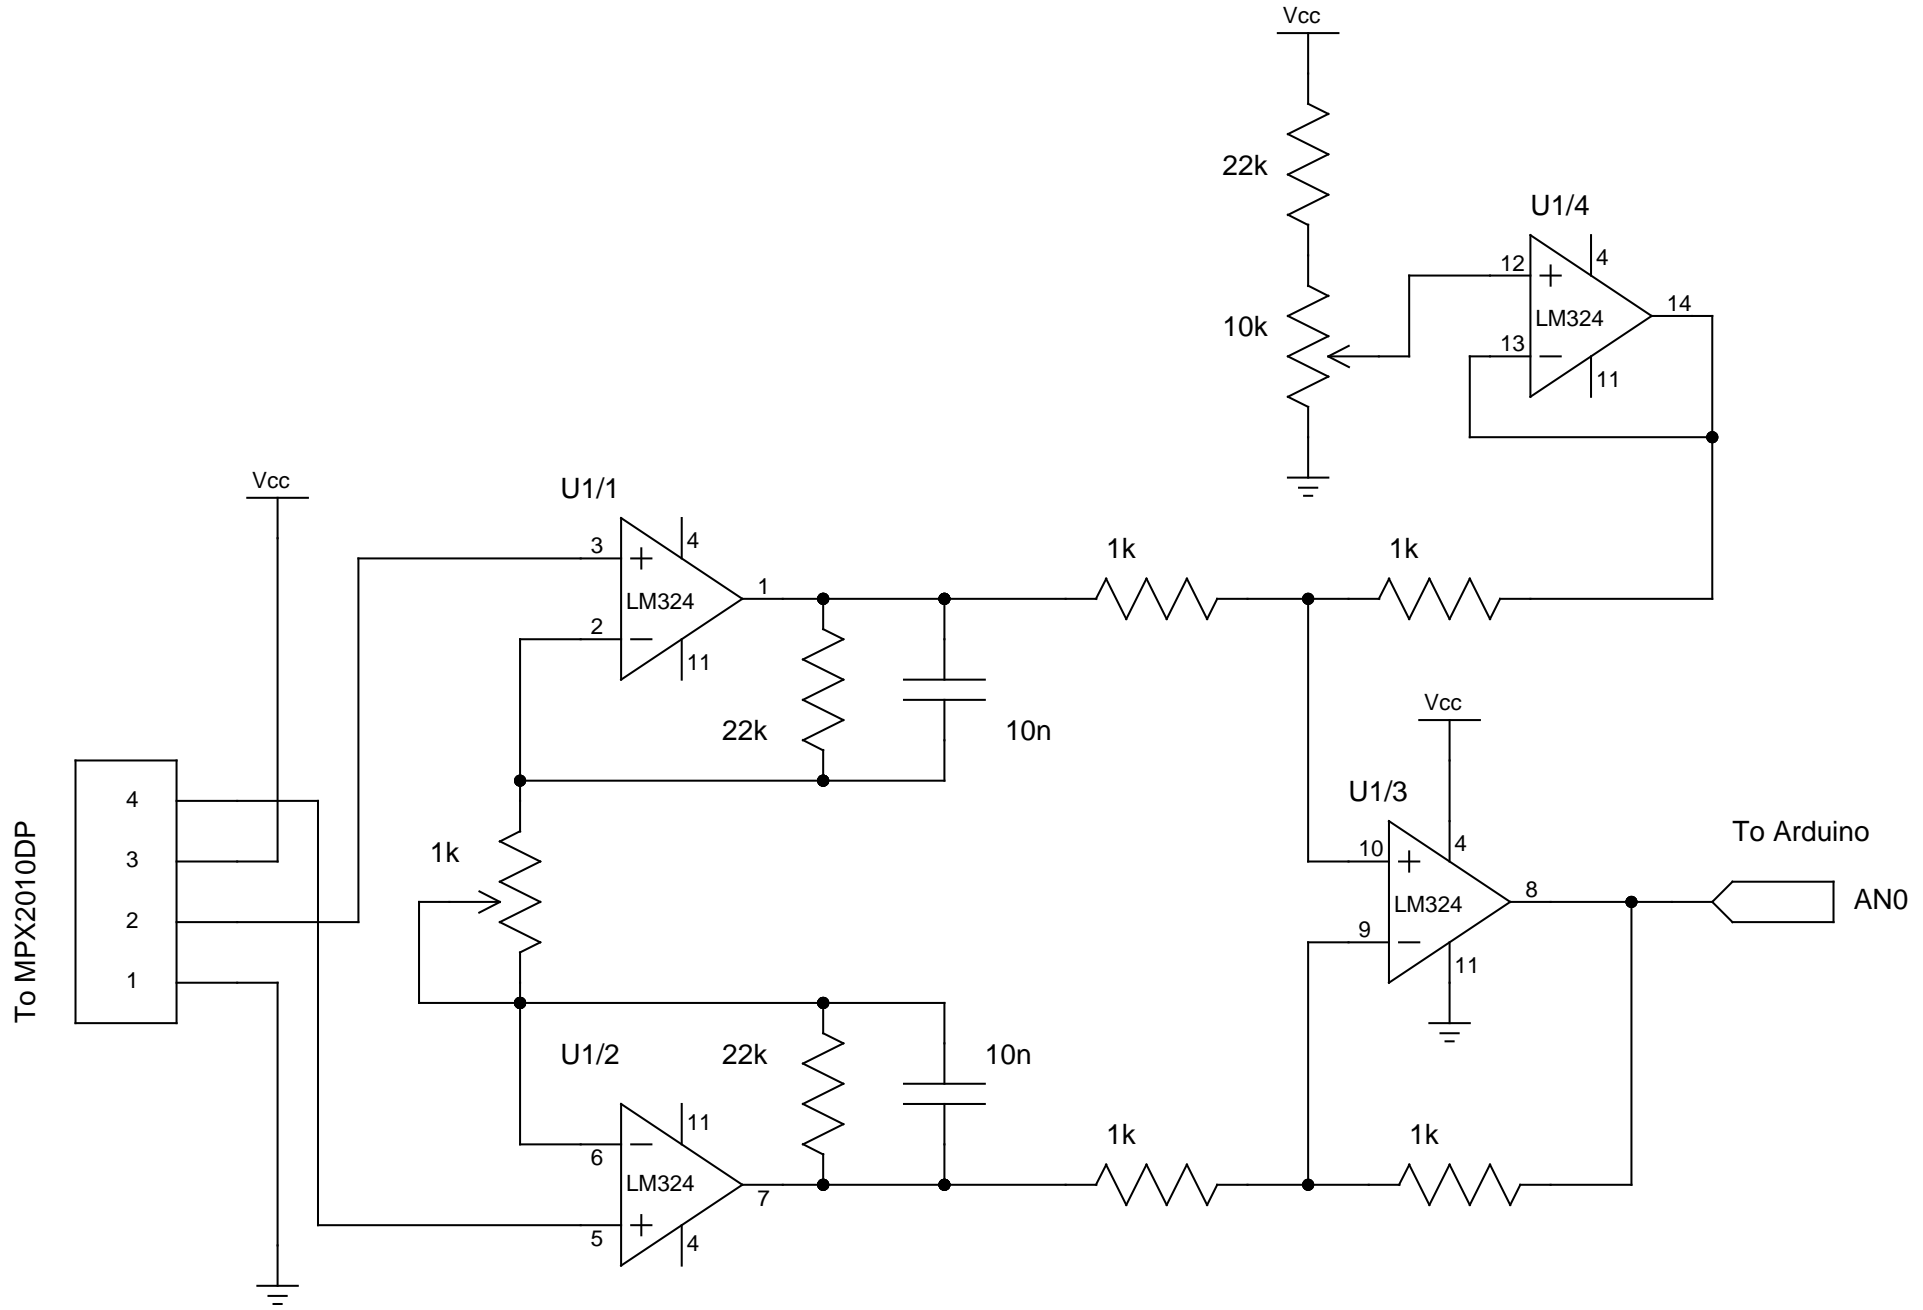 Vcc
22k
U1/4
12
4
10k
LM324
14
13
11
Vcc
U1/1
3
4
1k
1k
1
LM324
2
11
22k
10n
Vcc
To MPX2010DP
4
3
2
1
1k
U1/3
10
4
To Arduino
LM324
8
AN0
9
11
U1/2
22k
10n
11
6
LM324
7
5
4
1k
1k